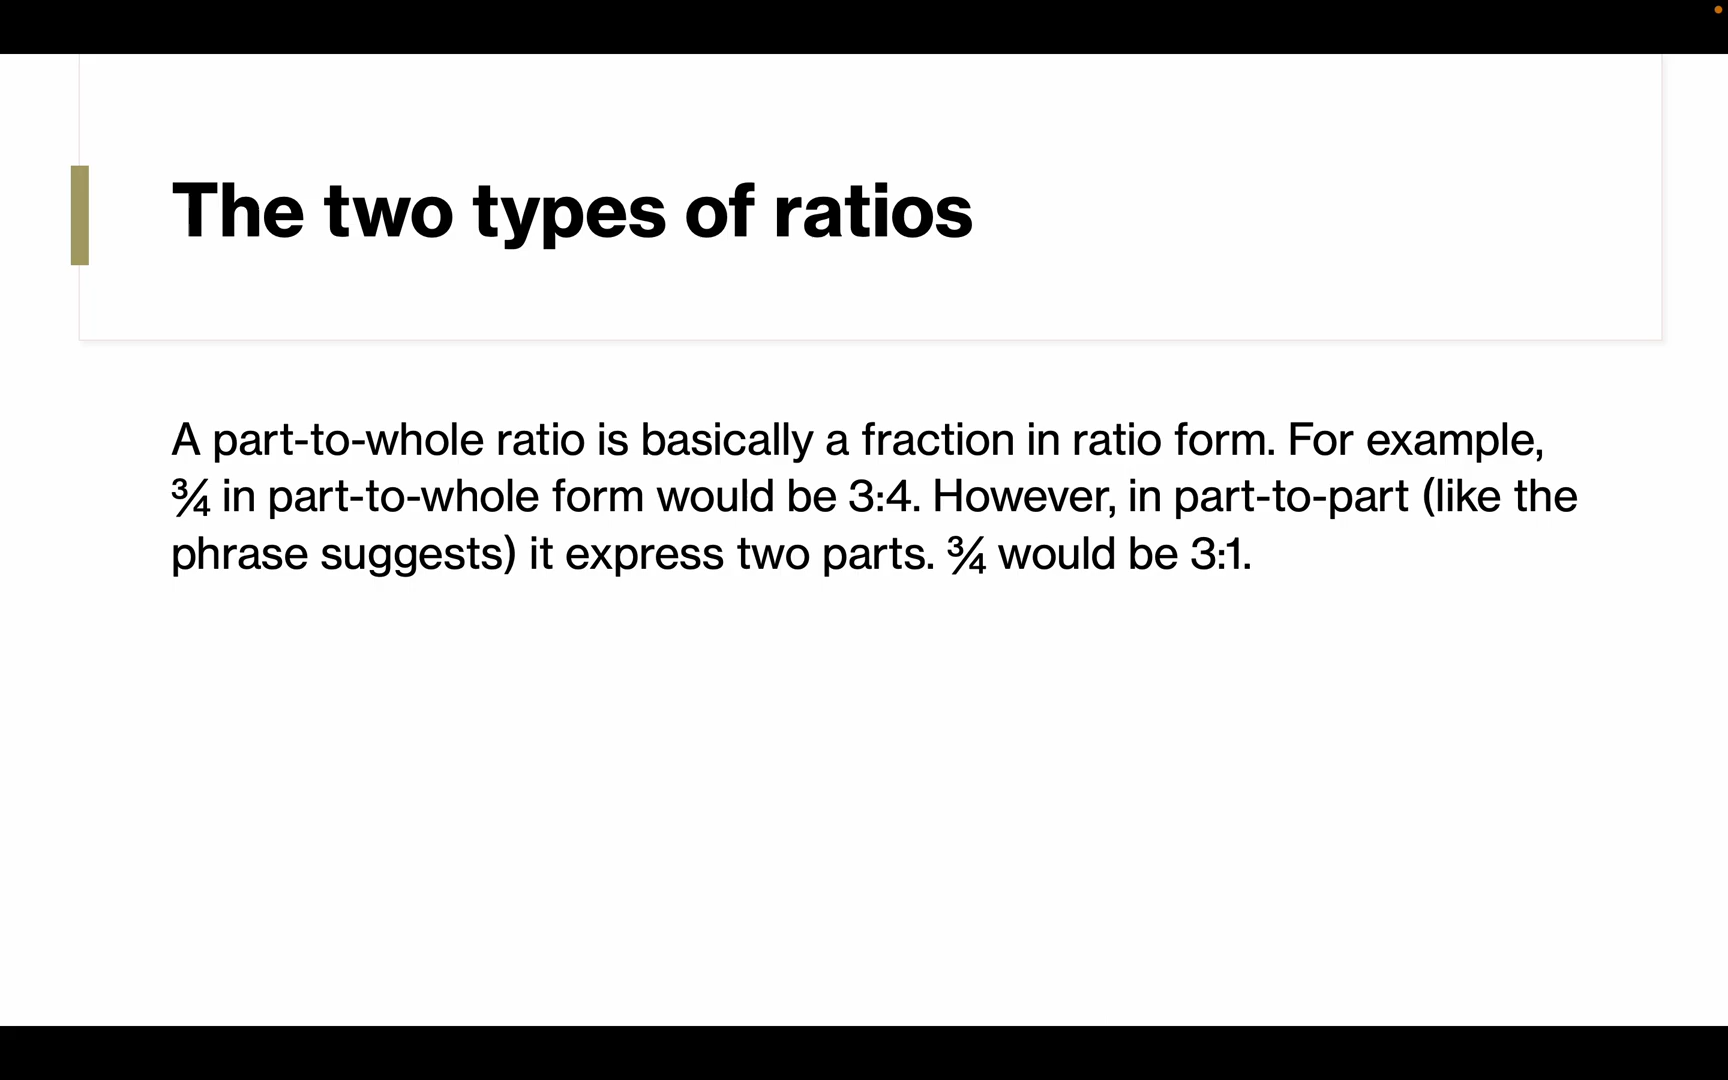 The two types of ratios
A part-to-whole ratio is basically a fraction in ratio form. For example,
¾ in part-to-whole form would be 3:4. However, in part-to-part (like the
phrase suggests) it express two parts. ¾ would be 3:1.